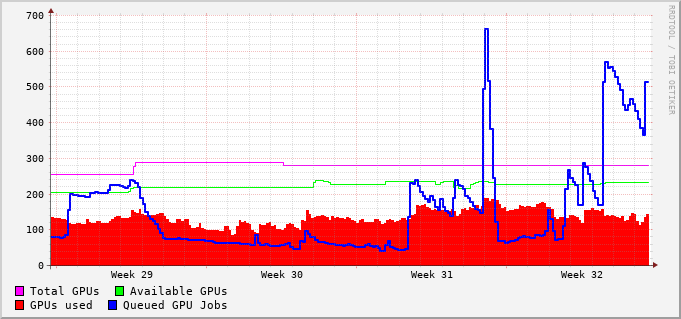 700
600
500
400
300
200
100
0
Week 29 Week 30 Week 31 Week 32
Total GPUs Available GPUs
GPUs used Queued GPU Jobs
RRDTOOL / TOBI OETIKER